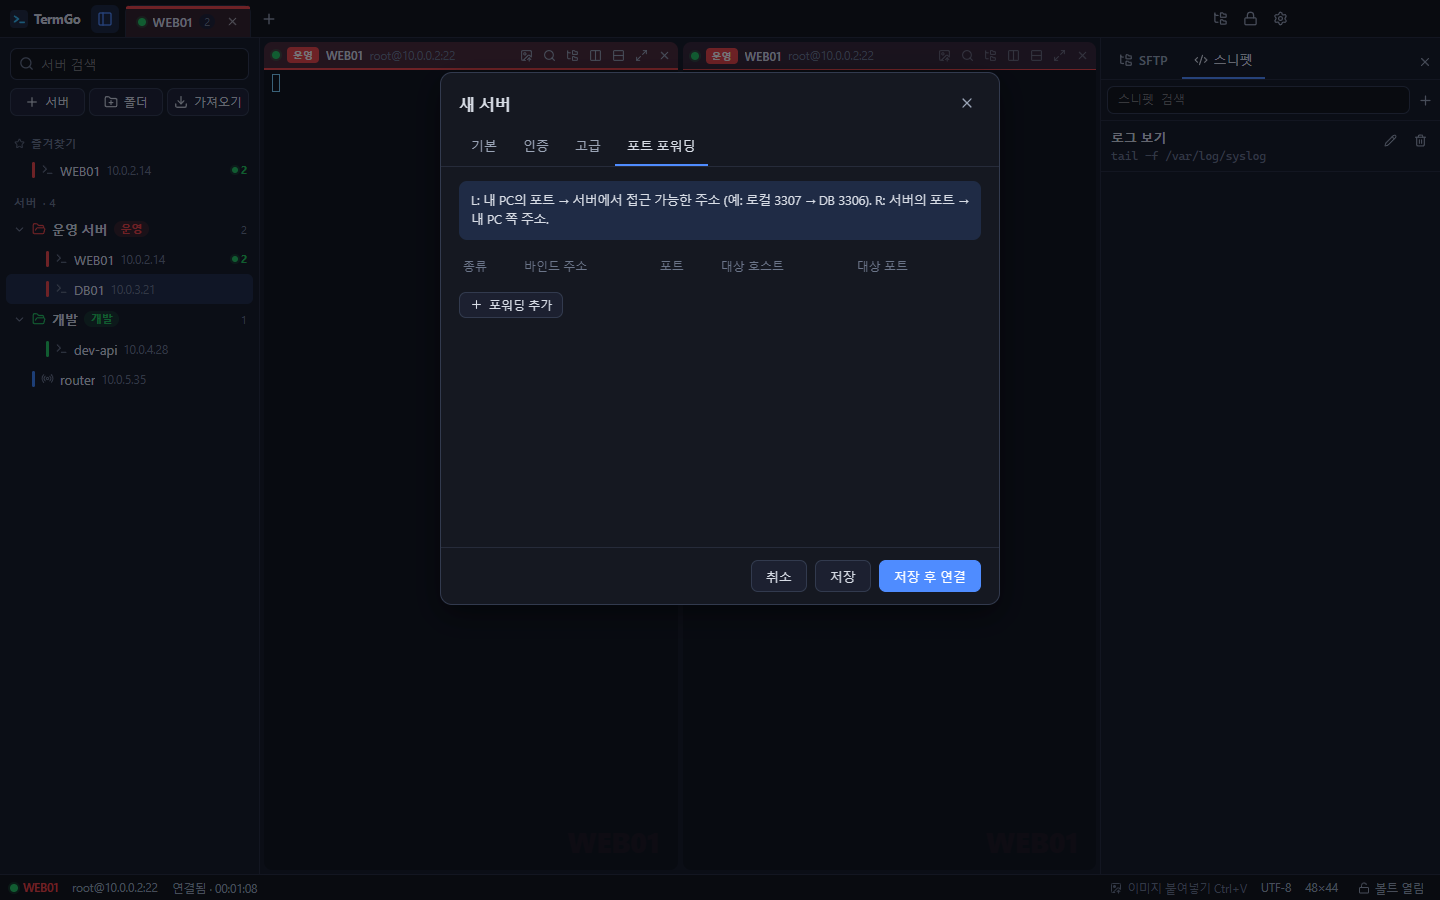 TermGo
WEB01 2
서버 검색
서버
폴더
가져오기
즐겨찾기
WEB01 10.0.2.14
2
서버 · 4
운영 서버 운영
2
WEB01 10.0.2.14
2
DB01 10.0.3.21
개발 개발
1
dev-api 10.0.4.28
router 10.0.5.35
운영 WEB01 root@10.0.0.2:22
운영 WEB01 root@10.0.0.2:22
WEB01
WEB01
새 서버
기본
인증
고급
포트 포워딩
L: 내 PC의 포트 → 서버에서 접근 가능한 주소 (예: 로컬 3307 → DB 3306). R: 서버의 포트 →
내 PC 쪽 주소.
종류
바인드 주소
포트
대상 호스트
대상 포트
포워딩 추가
취소
저장
저장 후 연결
SFTP
스니펫
스니펫 검색
로그 보기
tail -f /var/log/syslog
WEB01
root@10.0.0.2:22
연결됨 · 00:01:08
이미지 붙여넣기 Ctrl+V
UTF-8
48×44
볼트 열림